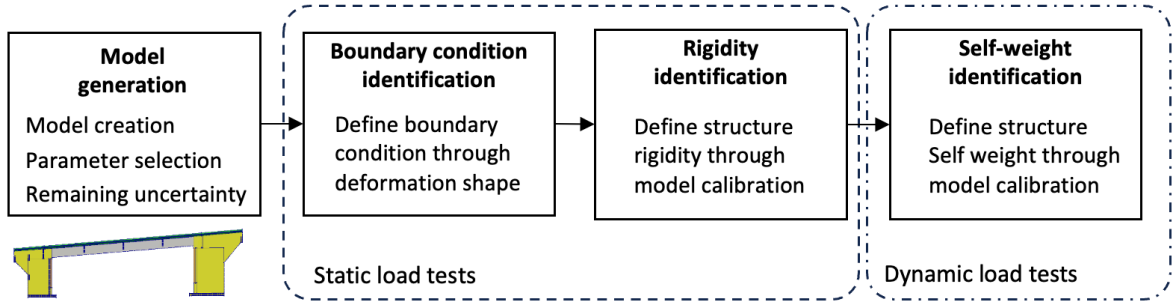 Model
generation
Model creation
Parameter selection
Remaining uncertainty
Boundary condition
identification
Define boundary
condition through
deformation shape
Rigidity
identification
Define structure
rigidity through
model calibration
Self-weight
identification
Define structure
Self weight through
model calibration
Static load tests
Dynamic load tests